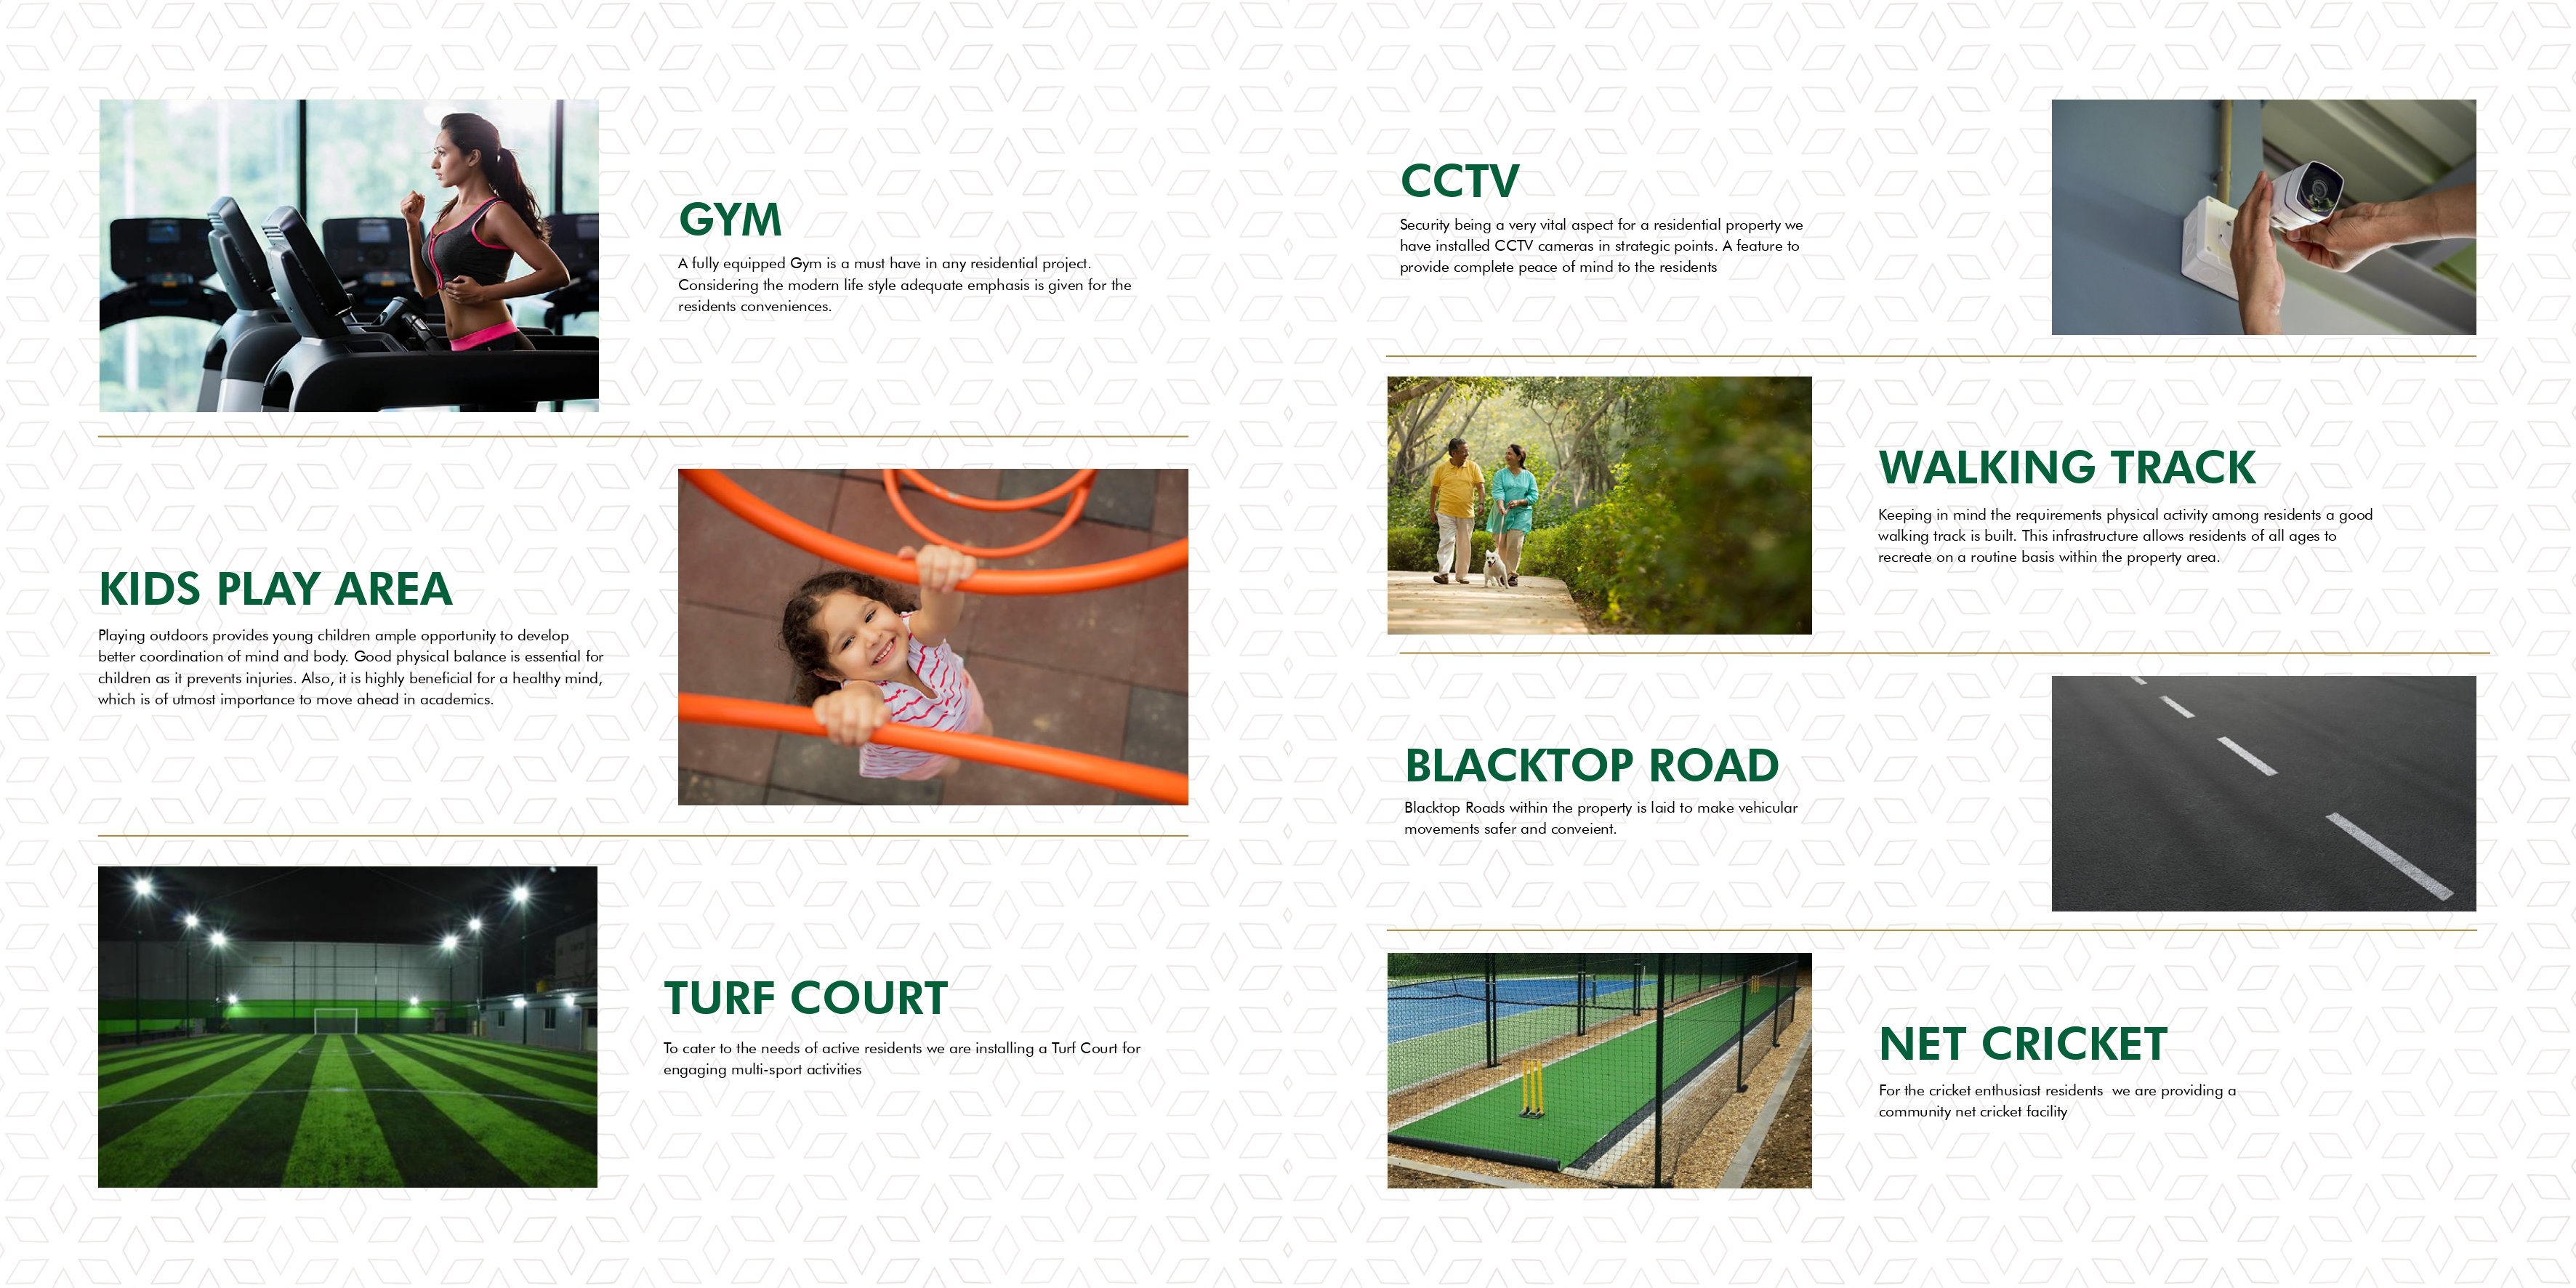 GYM
A fully equipped Gym is a must have in any residential project.
Considering the modern life style adequate emphasis is given for the
residents conveniences.
KIDS PLAY AREA
Playing outdoors provides young children ample opportunity to develop
better coordination of mind and body. Good physical balance is essential for
children as it prevents injuries. Also, it is highly beneficial for a healthy mind,
which is of utmost importance to move ahead in academics.
TURF COURT
To cater to the needs of active residents we are installing a Turf Court for
engaging multi-sport activities
CCTV
Security being a very vital aspect for a residential property we
have installed CCTV cameras in strategic points. A feature to
provide complete peace of mind to the residents
WALKING TRACK
Keeping in mind the requirements physical activity among residents a good
walking track is built. This infrastructure allows residents of all ages to
recreate on a routine basis within the property area.
BLACKTOP ROAD
Blacktop Roads within the property is laid to make vehicular
movements safer and conveient.
NET CRICKET
For the cricket enthusiast residents  we are providing a
community net cricket facility